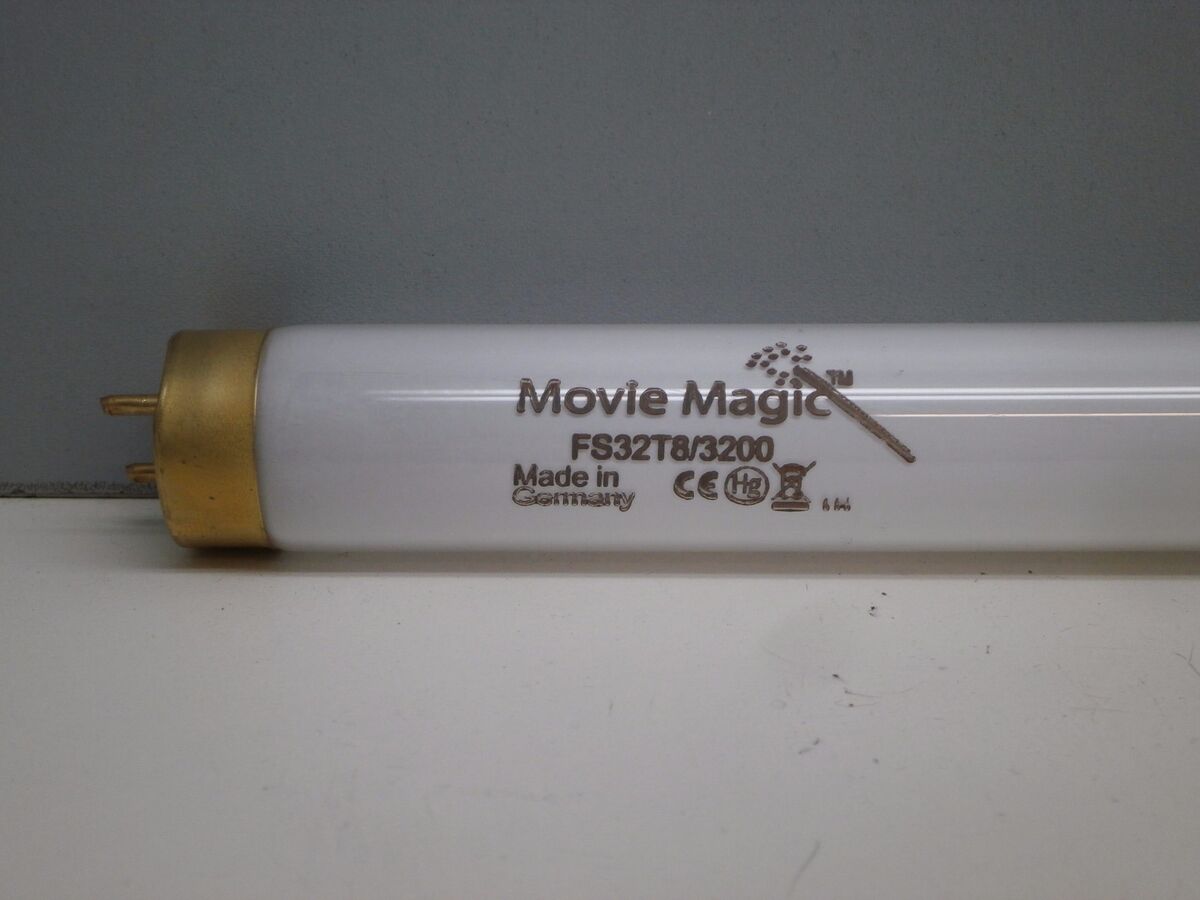 Movie Magic™
FS32T8/3200
Made in CE Hg
Germany